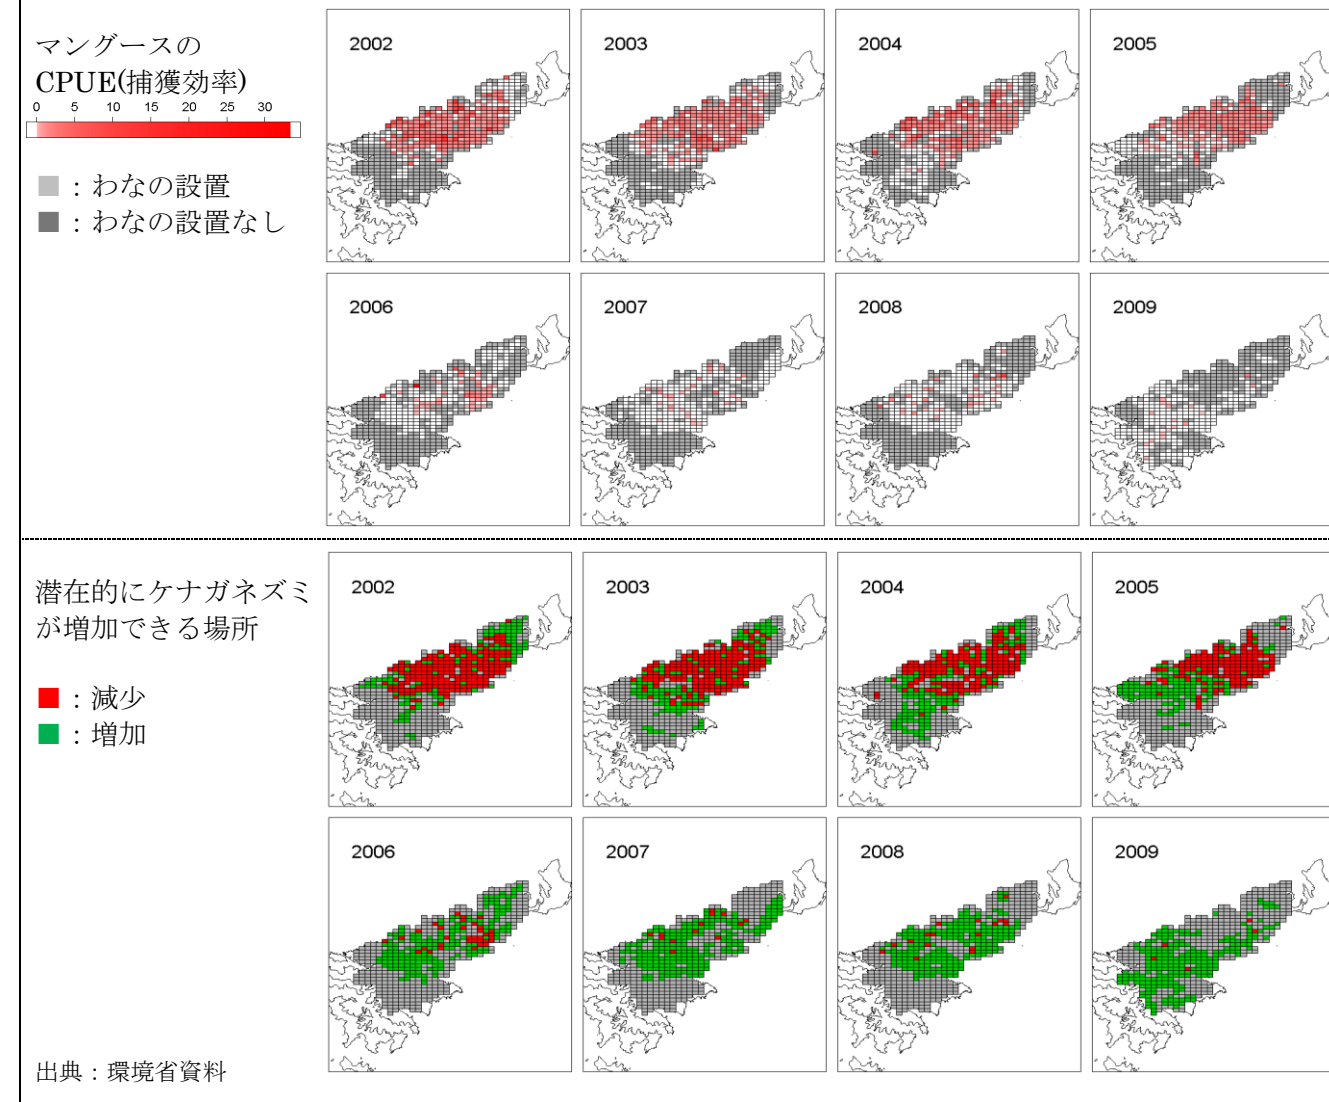 マングースの
CPUE(捕獲効率)
0 5 10 15 20 25 30
■：わなの設置
■：わなの設置なし
2002 2003 2004 2005
2006 2007 2008 2009
潜在的にケナガネズミ
が増加できる場所
■：減少
■：増加
2002 2003 2004 2005
2006 2007 2008 2009
出典：環境省資料